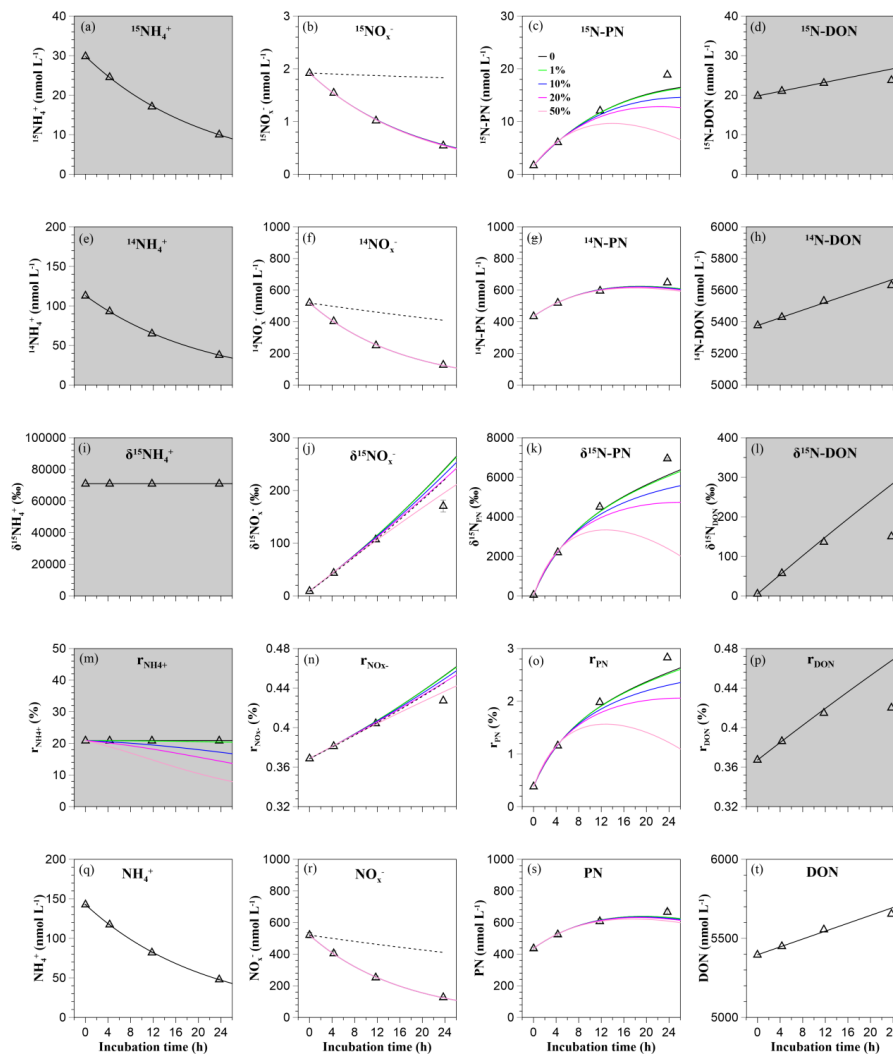 (a) ¹⁵NH₄⁺
40
30
20
10
0
¹⁵NH₄⁺ (nmol L⁻¹)
(b) ¹⁵NOₓ⁻
3
2
1
0
¹⁵NOₓ⁻ (nmol L⁻¹)
(c) ¹⁵N-PN
0
1%
10%
20%
50%
30
20
10
0
¹⁵N-PN (nmol L⁻¹)
(d) ¹⁵N-DON
40
30
20
10
0
¹⁵N-DON (nmol L⁻¹)
(e) ¹⁴NH₄⁺
200
150
100
50
0
¹⁴NH₄⁺ (nmol L⁻¹)
(f) ¹⁴NOₓ⁻
1000
800
600
400
200
0
¹⁴NOₓ⁻ (nmol L⁻¹)
(g) ¹⁴N-PN
1000
800
600
400
200
0
¹⁴N-PN (nmol L⁻¹)
(h) ¹⁴N-DON
6000
5800
5600
5400
5200
5000
¹⁴N-DON (nmol L⁻¹)
(i) δ¹⁵NH₄⁺
100000
80000
60000
40000
20000
0
δ¹⁵NH₄⁺ (‰)
(j) δ¹⁵NOₓ⁻
300
200
100
0
δ¹⁵NOₓ⁻ (‰)
(k) δ¹⁵N-PN
8000
6000
4000
2000
0
δ¹⁵N_PN (‰)
(l) δ¹⁵N-DON
400
300
200
100
0
δ¹⁵N_DON (‰)
(m) r_NH4+
50
40
30
20
10
0
r_NH4+ (%)
(n) r_NOx-
0.48
0.44
0.4
0.36
0.32
r_NOx- (%)
(o) r_PN
3
2
1
0
r_PN (%)
0 4 8 12 16 20 24
(p) r_DON
0.48
0.44
0.4
0.36
0.32
r_DON (%)
(q) NH₄⁺
200
150
100
50
0
NH₄⁺ (nmol L⁻¹)
0 4 8 12 16 20 24
Incubation time (h)
(r) NOₓ⁻
1000
800
600
400
200
0
NOₓ⁻ (nmol L⁻¹)
0 4 8 12 16 20 24
Incubation time (h)
(s) PN
1000
800
600
400
200
0
PN (nmol L⁻¹)
0 4 8 12 16 20 24
Incubation time (h)
(t) DON
6000
5500
5000
DON (nmol L⁻¹)
0 4 8 12 16 20 24
Incubation time (h)